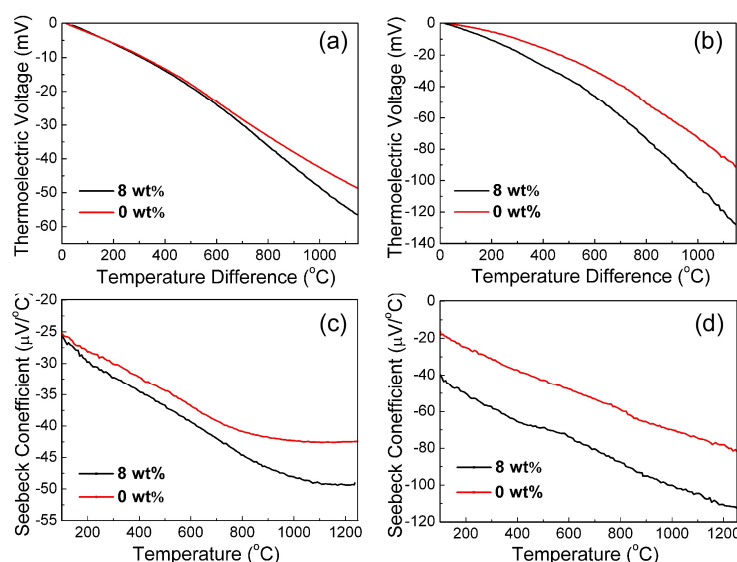 (a)
Thermoelectric Voltage (mV)
0
-10
-20
-30
-40
-50
-60
8 wt%
0 wt%
0 200 400 600 800 1000
Temperature Difference (°C)
(b)
Thermoelectric Voltage (mV)
0
-20
-40
-60
-80
-100
-120
-140
8 wt%
0 wt%
0 200 400 600 800 1000
Temperature Difference (°C)
(c)
Seebeck Conefficient (μV/°C)
-20
-25
-30
-35
-40
-45
-50
-55
8 wt%
0 wt%
200 400 600 800 1000 1200
Temperature (°C)
(d)
Seebeck Conefficient (μV/°C)
0
-20
-40
-60
-80
-100
-120
8 wt%
0 wt%
200 400 600 800 1000 1200
Temperature (°C)